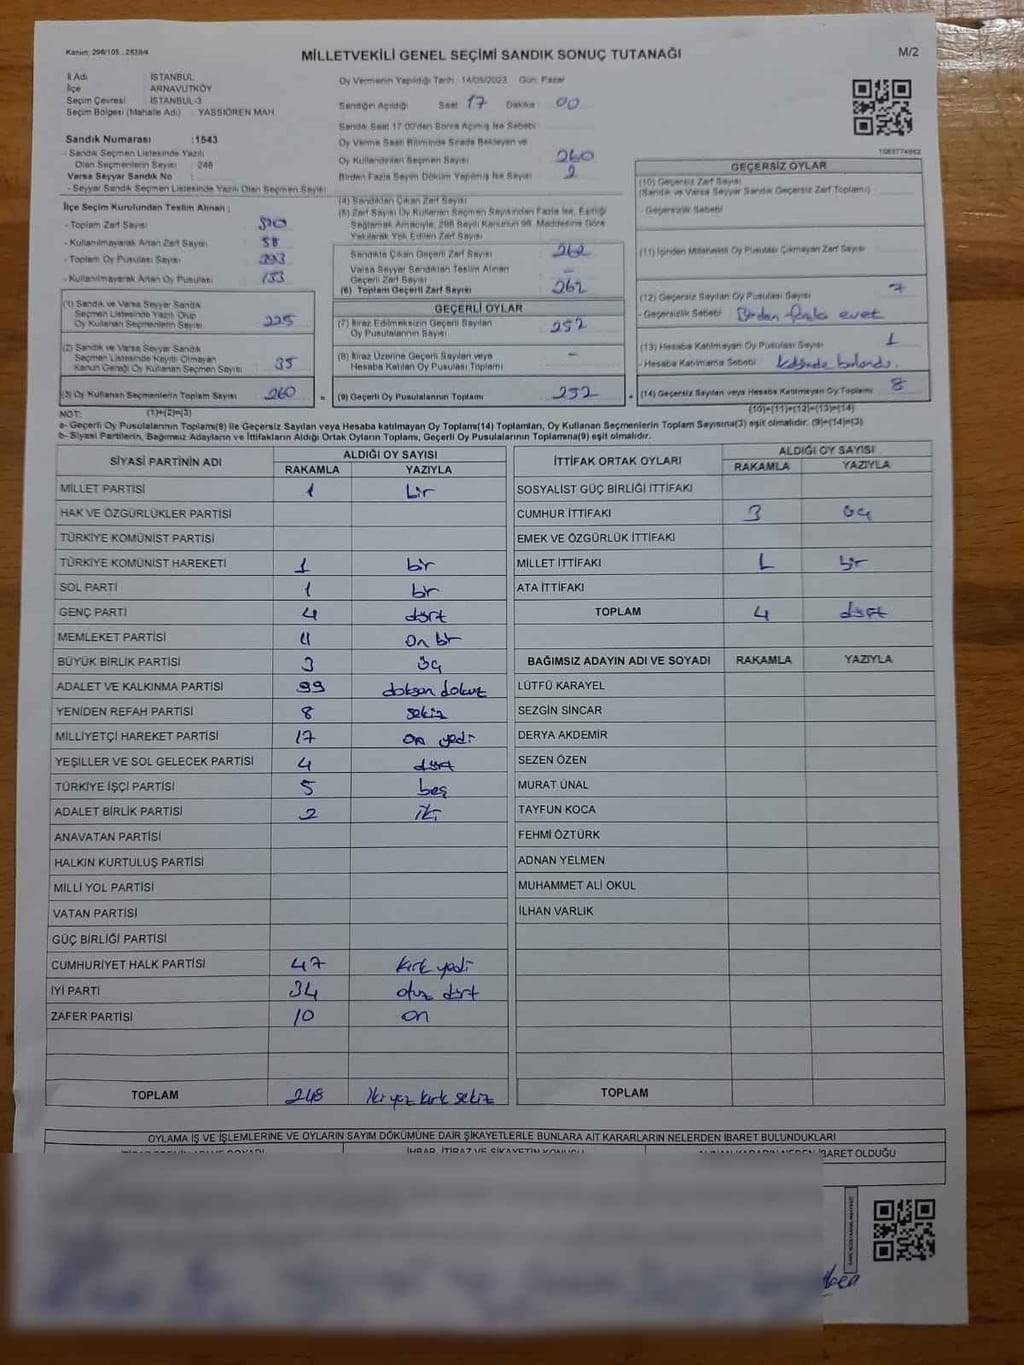 Kanun: 298/105 , 2839/4
MİLLETVEKİLİ GENEL SEÇİMİ SANDIK SONUÇ TUTANAĞI
M/2
İl Adı : İSTANBUL
İlçe : ARNAVUTKÖY
Seçim Çevresi : İSTANBUL-3
Seçim Bölgesi (Mahalle Adı) : YASSIÖREN MAH
Sandık Numarası :1543
- Sandık Seçmen Listesinde Yazılı
Olan Seçmenlerin Sayısı : 246
Varsa Seyyar Sandık No :
- Seyyar Sandık Seçmen Listesinde Yazılı Olan Seçmen Sayısı
İlçe Seçim Kurulundan Teslim Alınan ;
- Toplam Zarf Sayısı 320
- Kullanılmayarak Artan Zarf Sayısı 58
- Toplam Oy Pusulası Sayısı 393
- Kullanılmayarak Artan Oy Pusulası 133
Oy Vermenin Yapıldığı Tarih : 14/05/2023 Gün: Pazar
Sandığın Açıldığı Saat 17 Dakika 00
Sandık Saat 17.00'den Sonra Açılmış İse Sebebi
Oy Verme Saati Bitiminde Sırada Bekleyen ve
Oy Kullandırılan Seçmen Sayısı 260
Birden Fazla Sayım Döküm Yapılmış İse Sayısı 2
(4) Sandıktan Çıkan Zarf Sayısı
(5) Zarf Sayısı Oy Kullanan Seçmen Sayısından Fazla İse, Eşitliği
Sağlamak Amacıyla, 298 Sayılı Kanunun 98. Maddesine Göre
Yakılarak Yok Edilen Zarf Sayısı
Sandıkta Çıkan Geçerli Zarf Sayısı 262
Varsa Seyyar Sandıktan Teslim Alınan
Geçerli Zarf Sayısı –
(6) Toplam Geçerli Zarf Sayısı 262
(1) Sandık ve Varsa Seyyar Sandık
Seçmen Listesinde Yazılı Olup
Oy Kullanan Seçmenlerin Sayısı 225
(2) Sandık ve Varsa Seyyar Sandık
Seçmen Listesinde Kayıtlı Olmayan
Kanun Gereği Oy Kullanan Seçmen Sayısı 35
(3) Oy Kullanan Seçmenlerin Toplam Sayısı 260 =
GEÇERLİ OYLAR
(7) İtiraz Edilmeksizin Geçerli Sayılan
Oy Pusulasının Sayısı 252
(8) İtiraz Üzerine Geçerli Sayılan veya
Hesaba Katılan Oy Pusulası Toplamı –
(9) Geçerli Oy Pusulalarının Toplamı 252 +
1063774662
GEÇERSİZ OYLAR
(10) Geçersiz Zarf Sayısı
(Sandık ve Varsa Seyyar Sandık Geçersiz Zarf Toplamı)
- Geçersizlik Sebebi
(11) İçinden Milletvekili Oy Pusulası Çıkmayan Zarf Sayısı
(12) Geçersiz Sayılan Oy Pusulası Sayısı 7
- Geçersizlik Sebebi Birden fazla evet
(13) Hesaba Katılmayan Oy Pusulası Sayısı 1
- Hesaba Katılmama Sebebi
(14) Geçersiz Sayılan veya Hesaba Katılmayan Oy Toplamı 8
NOT: (1)+(2)=(3) (10)+(11)+(12)+(13)=(14)
a- Geçerli Oy Pusulalarının Toplamı(9) ile Geçersiz Sayılan veya Hesaba Katılmayan Oy Toplamı(14) Toplamları, Oy Kullanan Seçmenlerin Toplam Sayısına(3) eşit olmalıdır. (9)+(14)=(3)
b- Siyasi Partilerin, Bağımsız Adayların ve İttifakların Aldığı Ortak Oyların Toplamı, Geçerli Oy Pusulalarının Toplamına(9) eşit olmalıdır.
SİYASİ PARTİNİN ADI ALDIĞI OY SAYISI
RAKAMLA YAZIYLA
MİLLET PARTİSİ 1 bir
HAK VE ÖZGÜRLÜKLER PARTİSİ
TÜRKİYE KOMÜNİST PARTİSİ
TÜRKİYE KOMÜNİST HAREKETİ 1 bir
SOL PARTİ 1 bir
GENÇ PARTİ 4 dört
MEMLEKET PARTİSİ 11 on bir
BÜYÜK BİRLİK PARTİSİ 3 üç
ADALET VE KALKINMA PARTİSİ 99 doksan dokuz
YENİDEN REFAH PARTİSİ 8 sekiz
MİLLİYETÇİ HAREKET PARTİSİ 17 on yedi
YEŞİLLER VE SOL GELECEK PARTİSİ 4 dört
TÜRKİYE İŞÇİ PARTİSİ 5 beş
ADALET BİRLİK PARTİSİ 2 iki
ANAVATAN PARTİSİ
HALKIN KURTULUŞ PARTİSİ
MİLLİ YOL PARTİSİ
VATAN PARTİSİ
GÜÇ BİRLİĞİ PARTİSİ
CUMHURİYET HALK PARTİSİ 47 kırk yedi
İYİ PARTİ 34 otuz dört
ZAFER PARTİSİ 10 on
TOPLAM 248 iki yüz kırk sekiz
İTTİFAK ORTAK OYLARI ALDIĞI OY SAYISI
RAKAMLA YAZIYLA
SOSYALİST GÜÇ BİRLİĞİ İTTİFAKI
CUMHUR İTTİFAKI 3 üç
EMEK VE ÖZGÜRLÜK İTTİFAKI
MİLLET İTTİFAKI 1 bir
ATA İTTİFAKI
TOPLAM 4 dört
BAĞIMSIZ ADAYIN ADI VE SOYADI RAKAMLA YAZIYLA
LÜTFÜ KARAYEL
SEZGİN SİNCAR
DERYA AKDEMİR
SEZEN ÖZEN
MURAT ÜNAL
TAYFUN KOCA
FEHMİ ÖZTÜRK
ADNAN YELMEN
MUHAMMET ALİ OKUL
İLHAN VARLIK
TOPLAM
OYLAMA İŞ VE İŞLEMLERİNE VE OYLARIN SAYIM DÖKÜMÜNE DAİR ŞİKAYETLERLE BUNLARA AİT KARARLARIN NELERDEN İBARET BULUNDUKLARI
İHBAR, İTİRAZ VE ŞİKAYETİN KONUSU ALINAN KARARIN NEDEN İBARET OLDUĞU